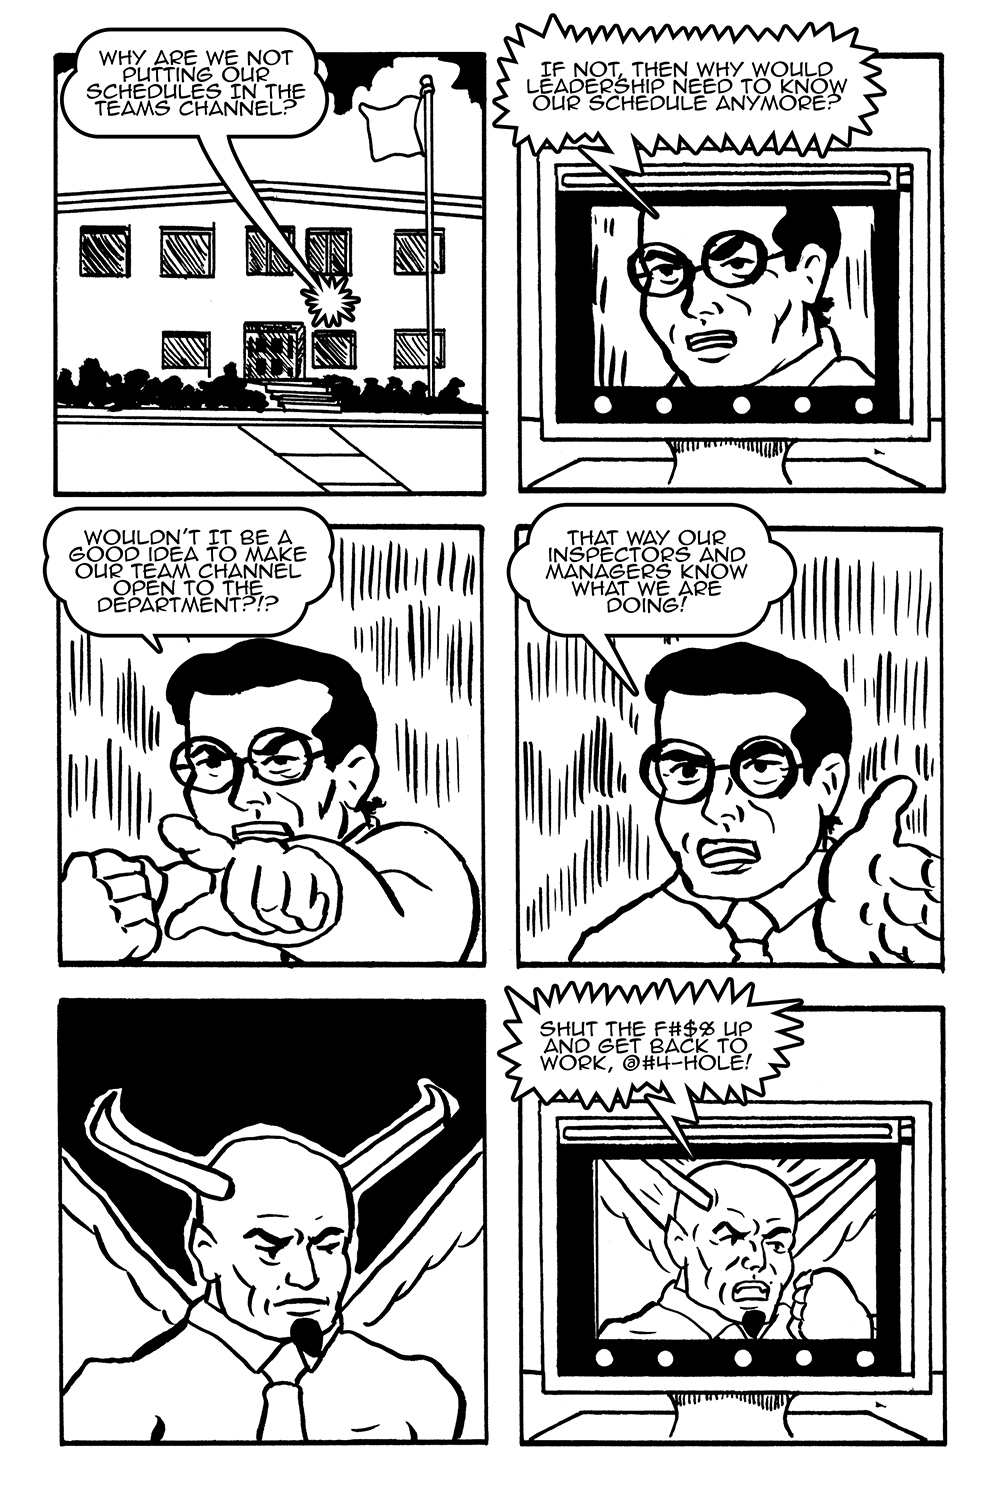 WHY ARE WE NOT
PUTTING OUR
SCHEDULES IN THE
TEAMS CHANNEL?
IF NOT, THEN WHY WOULD
LEADERSHIP NEED TO KNOW
OUR SCHEDULE ANYMORE?
WOULDN'T IT BE A
GOOD IDEA TO MAKE
OUR TEAM CHANNEL
OPEN TO THE
DEPARTMENT?!?
THAT WAY OUR
INSPECTORS AND
MANAGERS KNOW
WHAT WE ARE
DOING!
SHUT THE F#$% UP
AND GET BACK TO
WORK, @#4-HOLE!